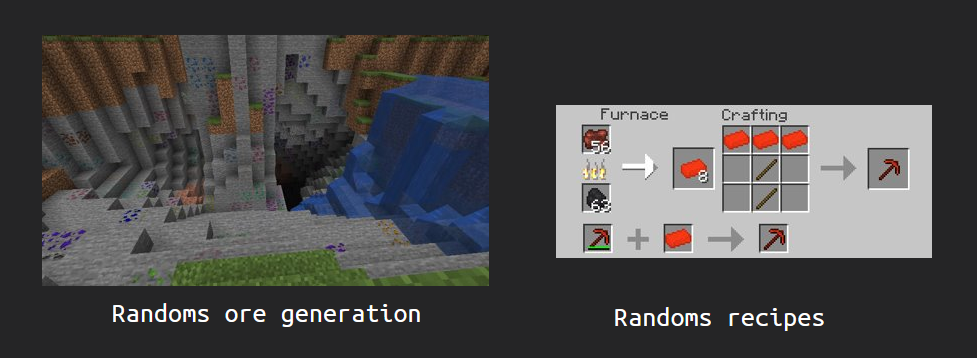 Furnace
Crafting
56
8
63
Randoms ore generation
Randoms recipes